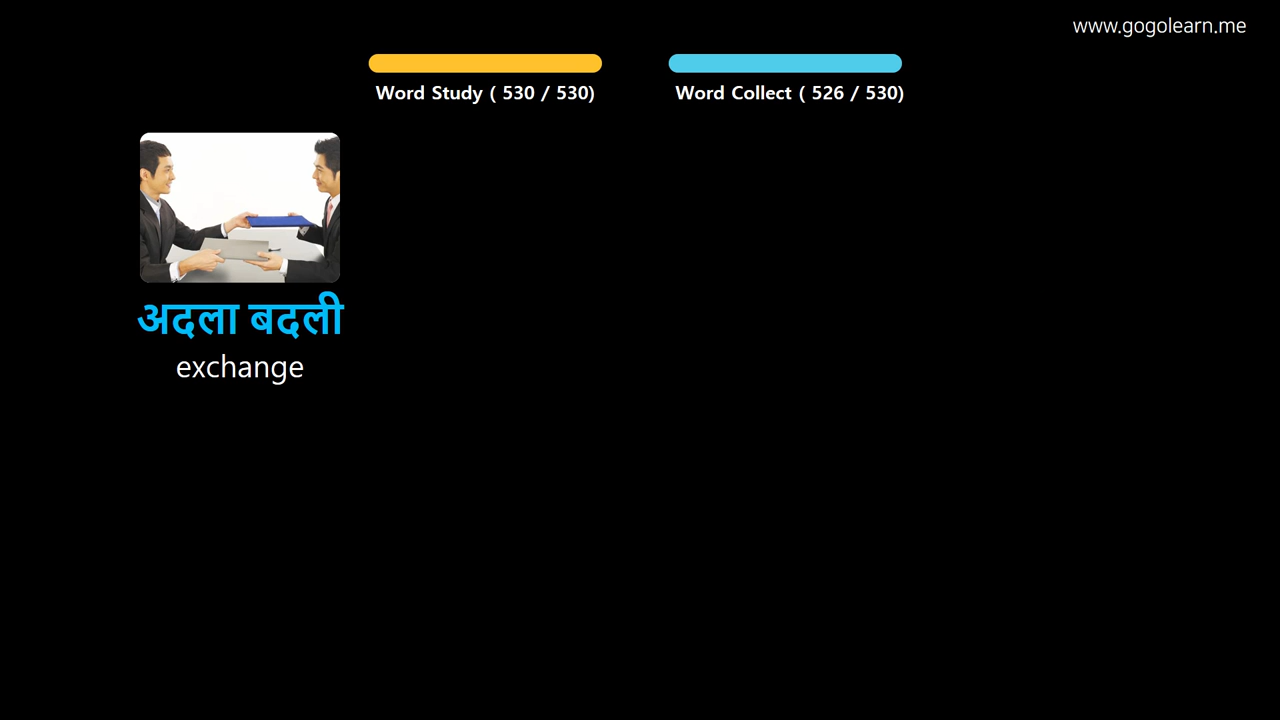 www.gogolearn.me
Word Study ( 530 / 530)
Word Collect ( 526 / 530)
अदला बदली
exchange